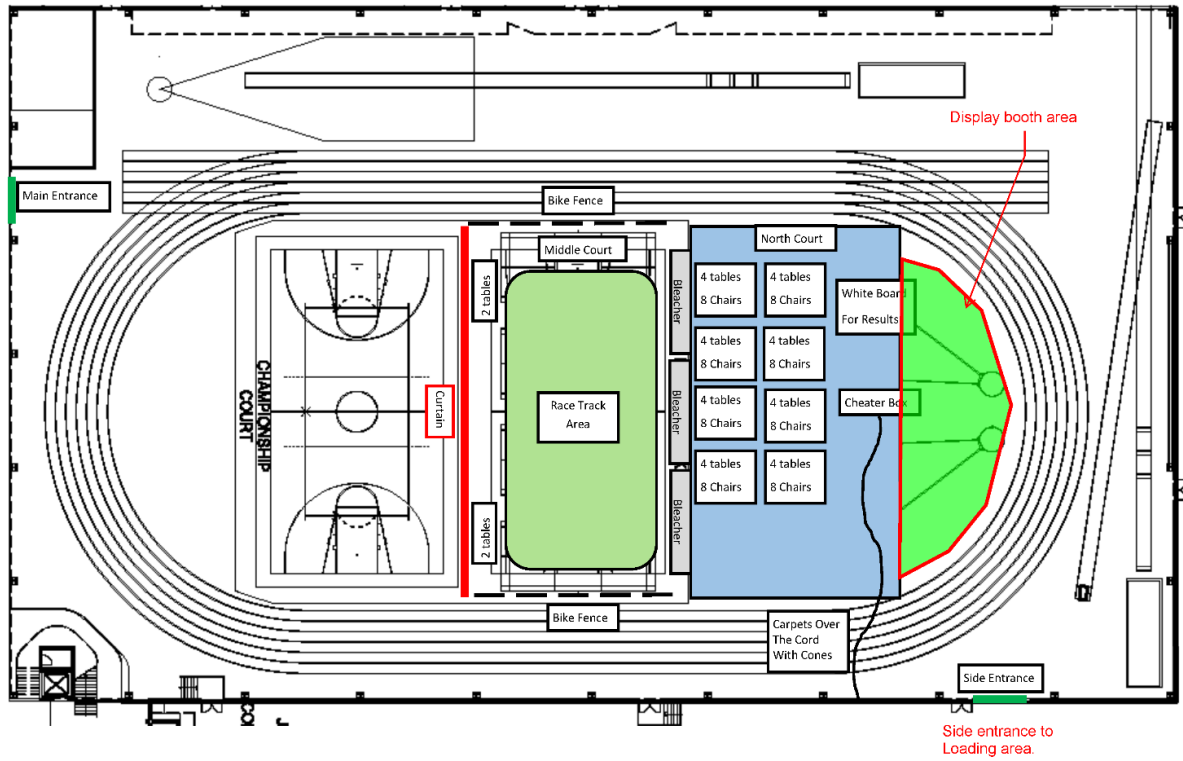 Display booth area
Main Entrance
Bike Fence
North Court
Middle Court
2 tables
Bleacher
4 tables
8 Chairs
4 tables
8 Chairs
White Board
For Results
4 tables
8 Chairs
4 tables
8 Chairs
CHAMPIONSHIP
COURT
Curtain
Race Track
Area
Bleacher
4 tables
8 Chairs
4 tables
8 Chairs
Cheater Box
4 tables
8 Chairs
4 tables
8 Chairs
2 tables
Bleacher
Bike Fence
Carpets Over
The Cord
With Cones
Side Entrance
Side entrance to
Loading area.